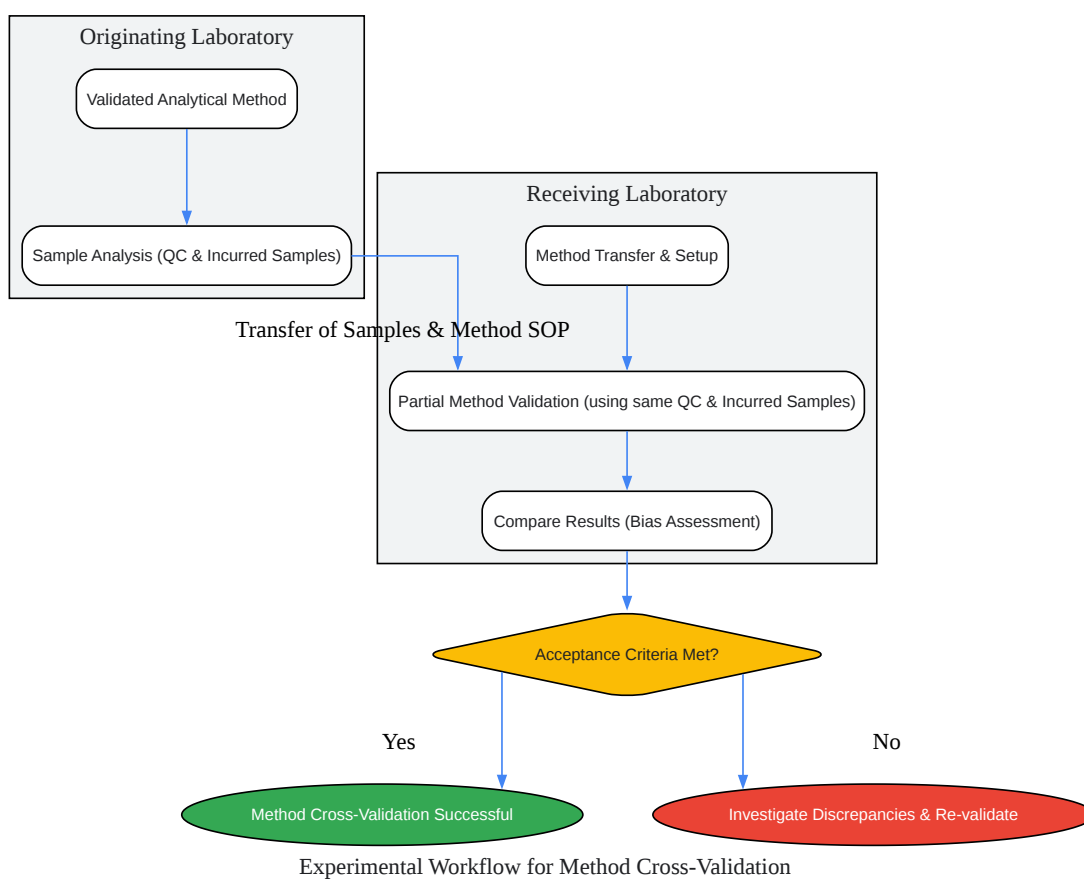 Originating Laboratory
Validated Analytical Method
Sample Analysis (QC & Incurred Samples)
Receiving Laboratory
Method Transfer & Setup
Transfer of Samples & Method SOP
Partial Method Validation (using same QC & Incurred Samples)
Compare Results (Bias Assessment)
Acceptance Criteria Met?
Yes
No
Method Cross-Validation Successful
Investigate Discrepancies & Re-validate
Experimental Workflow for Method Cross-Validation